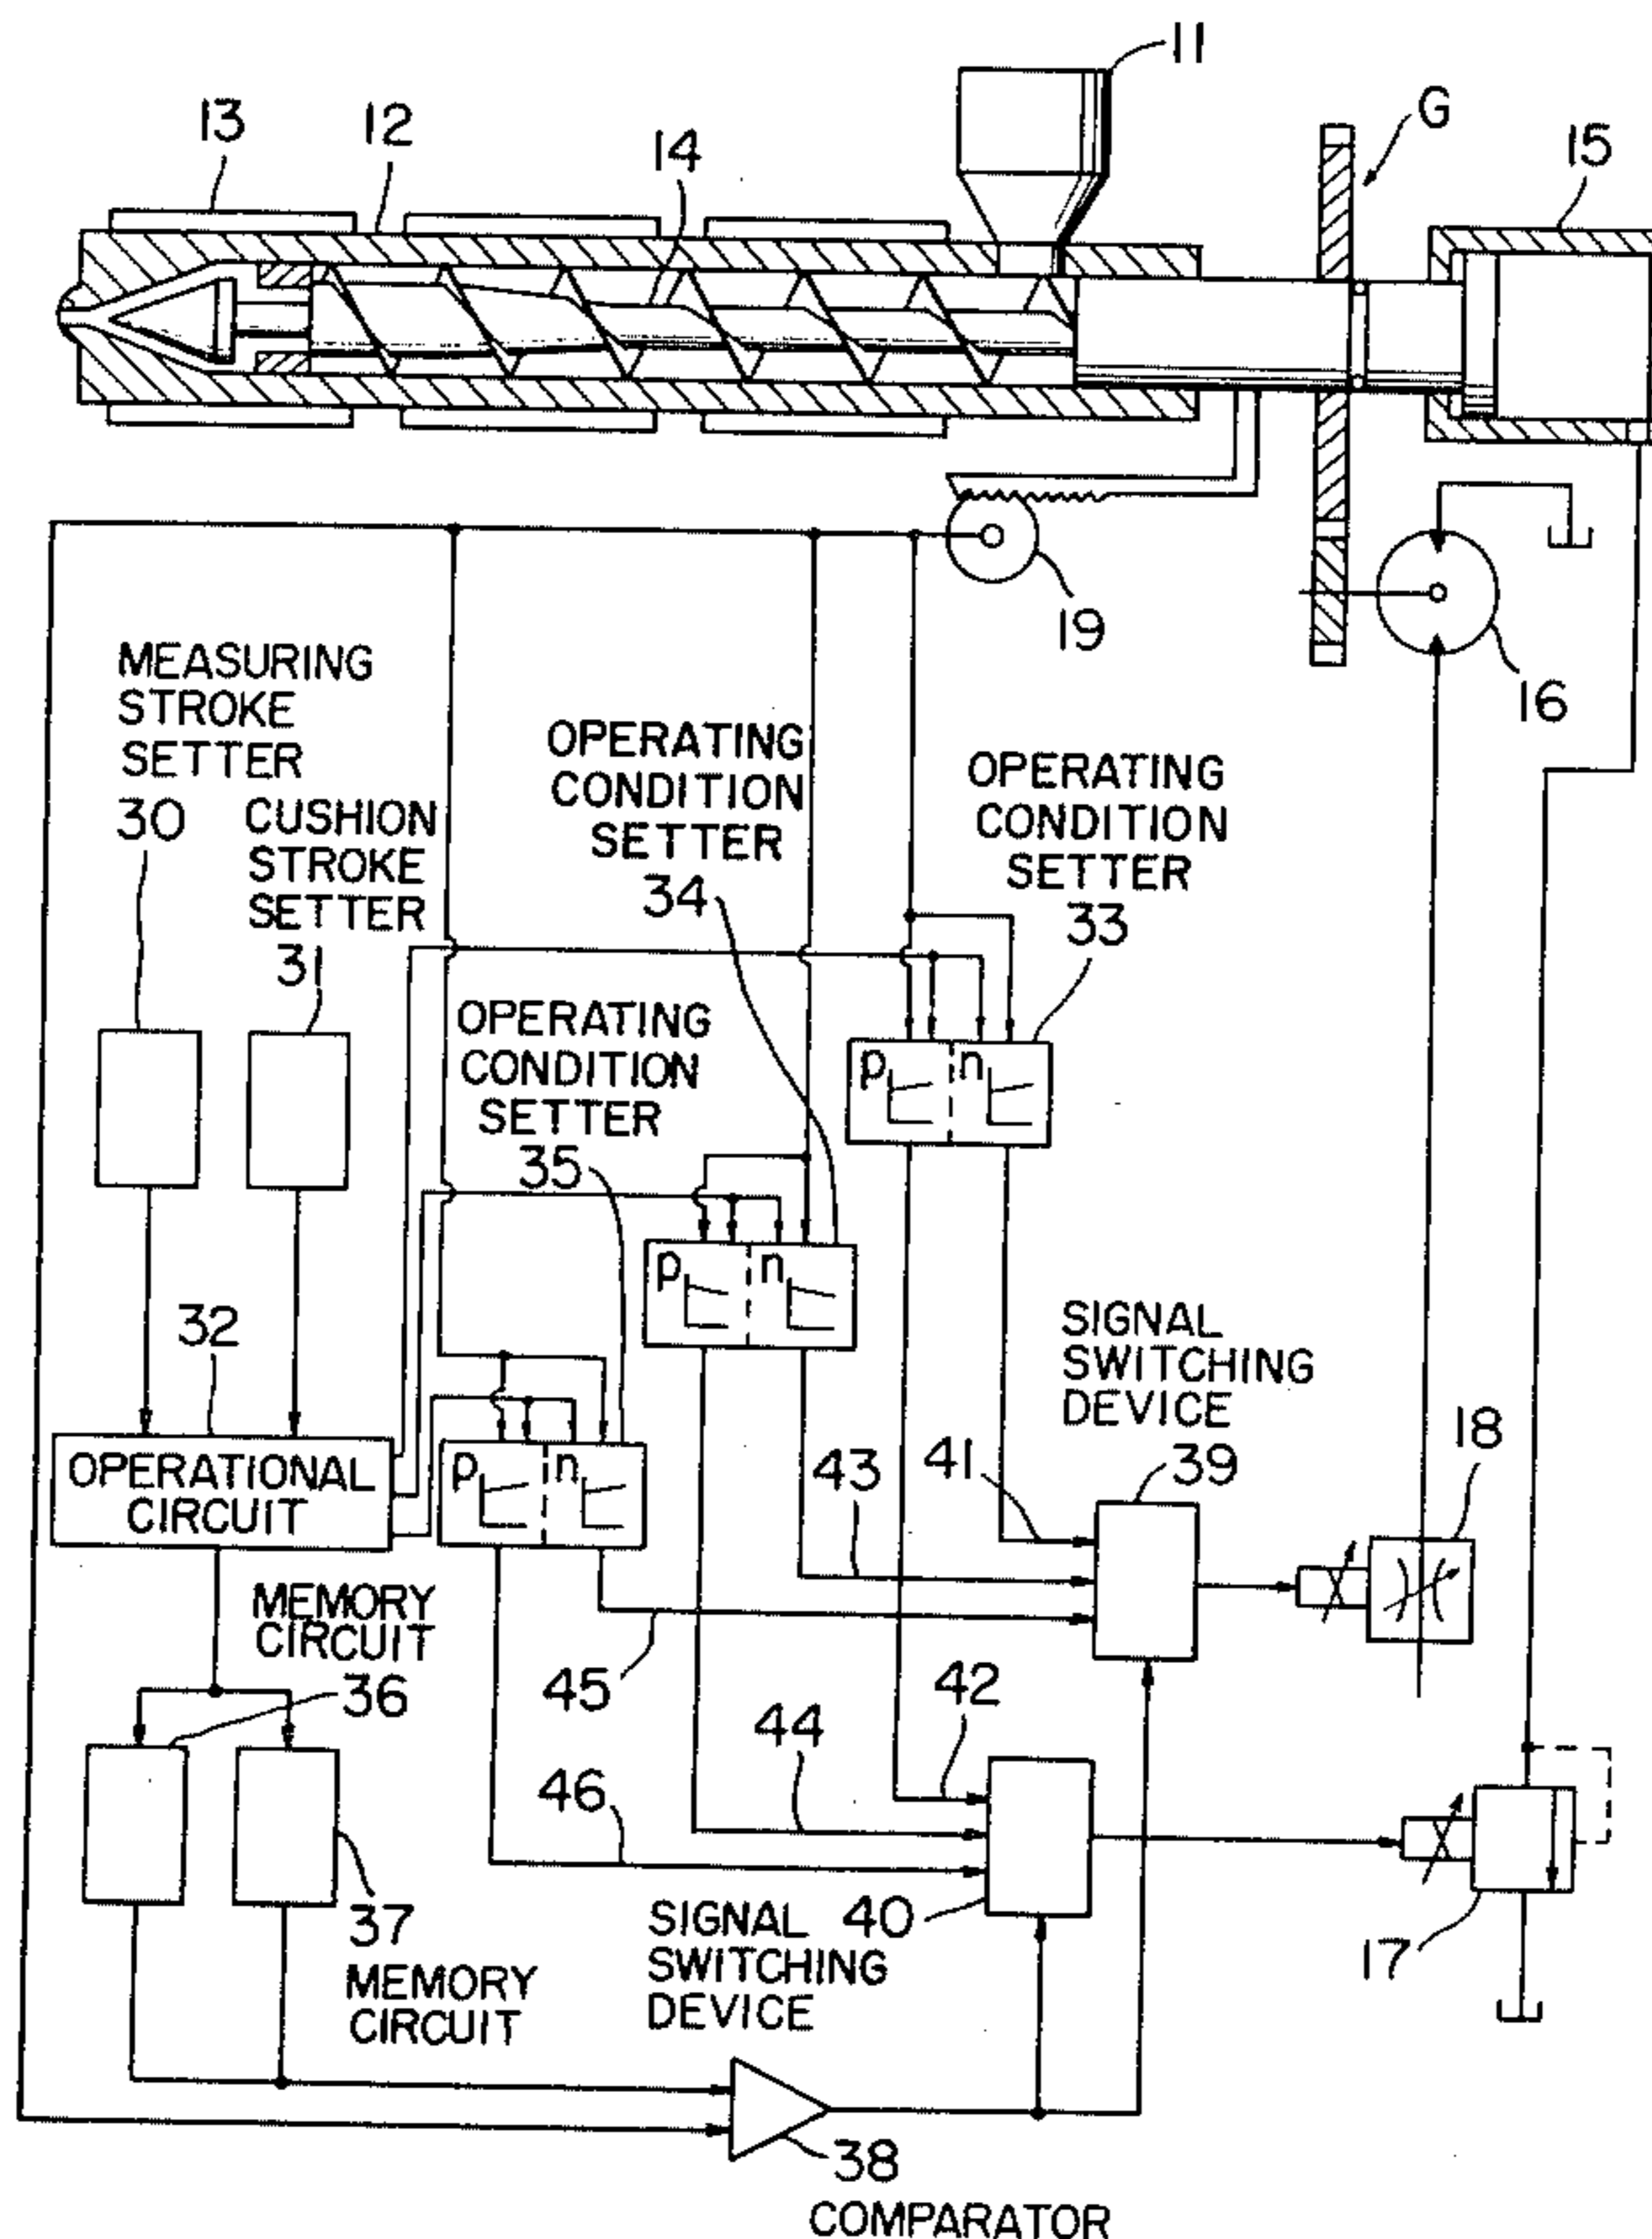 11
13
12
14
G
15
19
16
MEASURING
STROKE
SETTER
30
CUSHION
STROKE
SETTER
31
OPERATING
CONDITION
SETTER
34
OPERATING
CONDITION
SETTER
33
OPERATING
CONDITION
SETTER
35
p n
p n
p n
32
OPERATIONAL
CIRCUIT
SIGNAL
SWITCHING
DEVICE
39
18
43
41
MEMORY
CIRCUIT
36
45
42
44
46
37
MEMORY
CIRCUIT
SIGNAL
SWITCHING
DEVICE
40
17
38
COMPARATOR